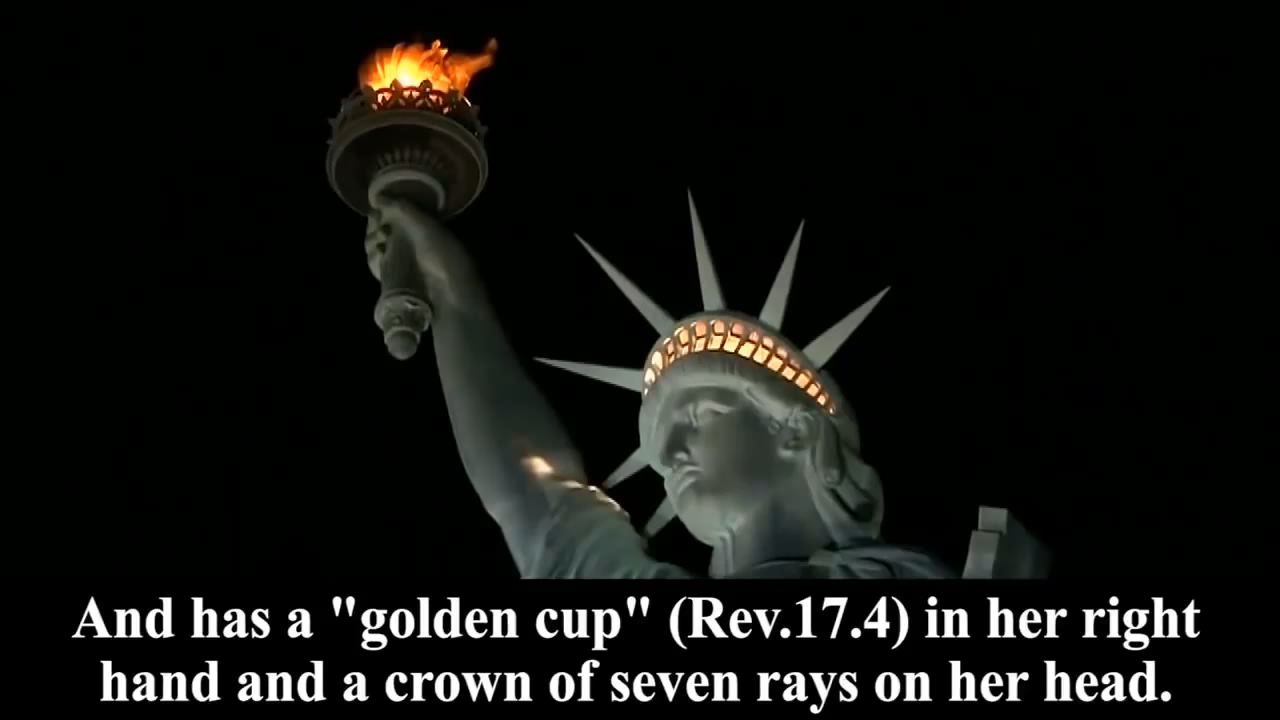 And has a "golden cup" (Rev.17.4) in her right
hand and a crown of seven rays on her head.